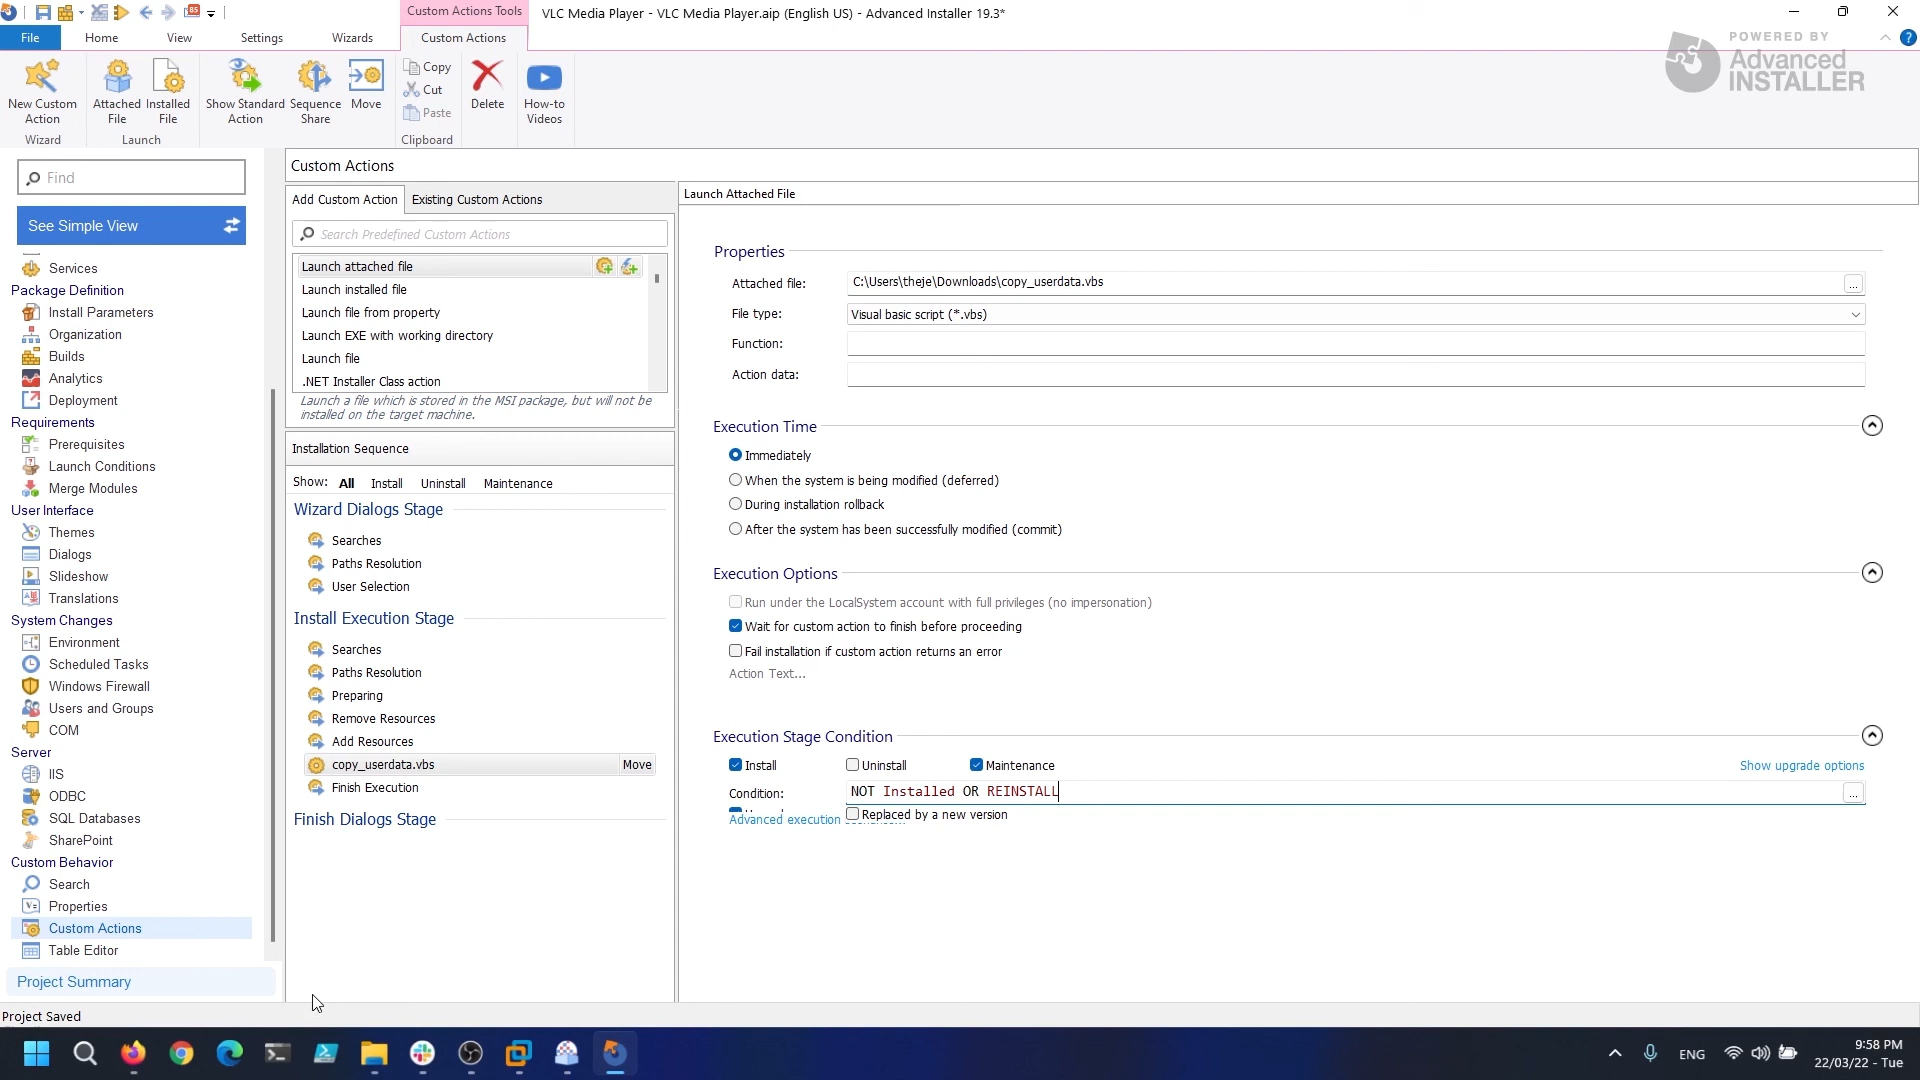 Custom Actions Tools
VLC Media Player - VLC Media Player.aip (English US) - Advanced Installer 19.3*
File
Home
View
Settings
Wizards
Custom Actions
POWERED BY
Advanced
INSTALLER
New Custom
Action
Wizard
Attached
File
Installed
File
Launch
Show Standard
Action
Sequence
Share
Move
Copy
Cut
Paste
Clipboard
Delete
How-to
Videos
Find
See Simple View
Services
Package Definition
Install Parameters
Organization
Builds
Analytics
Deployment
Requirements
Prerequisites
Launch Conditions
Merge Modules
User Interface
Themes
Dialogs
Slideshow
Translations
System Changes
Environment
Scheduled Tasks
Windows Firewall
Users and Groups
COM
Server
IIS
ODBC
SQL Databases
SharePoint
Custom Behavior
Search
Properties
Custom Actions
Table Editor
Project Summary
Custom Actions
Add Custom Action
Existing Custom Actions
Search Predefined Custom Actions
Launch attached file
Launch installed file
Launch file from property
Launch EXE with working directory
Launch file
.NET Installer Class action
Launch a file which is stored in the MSI package, but will not be
installed on the target machine.
Installation Sequence
Show: All Install Uninstall Maintenance
Wizard Dialogs Stage
Searches
Paths Resolution
User Selection
Install Execution Stage
Searches
Paths Resolution
Preparing
Remove Resources
Add Resources
copy_userdata.vbs Move
Finish Execution
Finish Dialogs Stage
Launch Attached File
Properties
Attached file: C:\Users\theje\Downloads\copy_userdata.vbs ...
File type: Visual basic script (*.vbs)
Function:
Action data:
Execution Time
Immediately
When the system is being modified (deferred)
During installation rollback
After the system has been successfully modified (commit)
Execution Options
Run under the LocalSystem account with full privileges (no impersonation)
Wait for custom action to finish before proceeding
Fail installation if custom action returns an error
Action Text...
Execution Stage Condition
Install Uninstall Maintenance Show upgrade options
Condition: NOT Installed OR REINSTALL ...
Advanced execution
Replaced by a new version
Project Saved
ENG
9:58 PM
22/03/22 - Tue